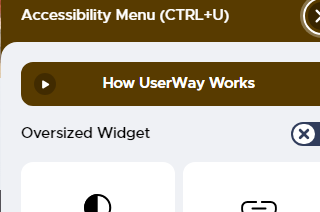 Accessibility Menu (CTRL+U)
How UserWay Works
Oversized Widget